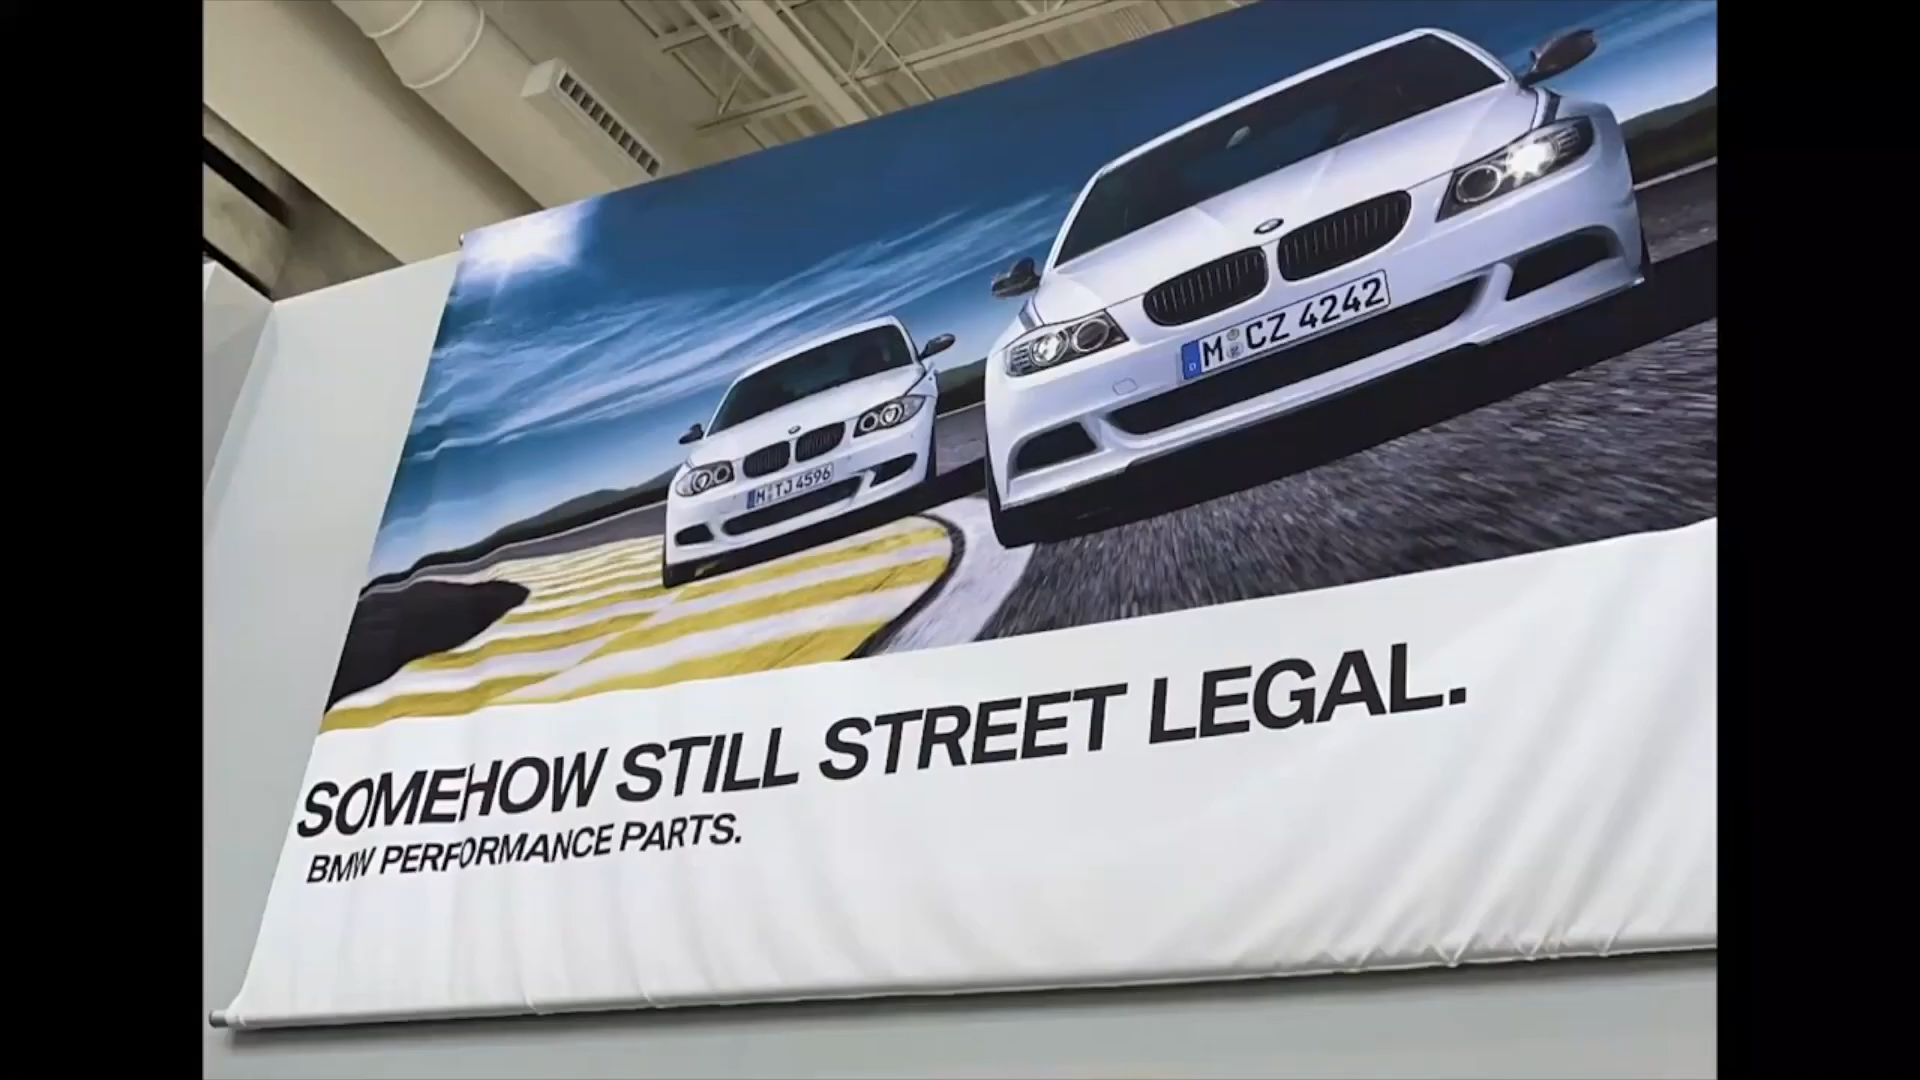 M CZ 4242
M TJ 4596
SOMEHOW STILL STREET LEGAL.
BMW PERFORMANCE PARTS.